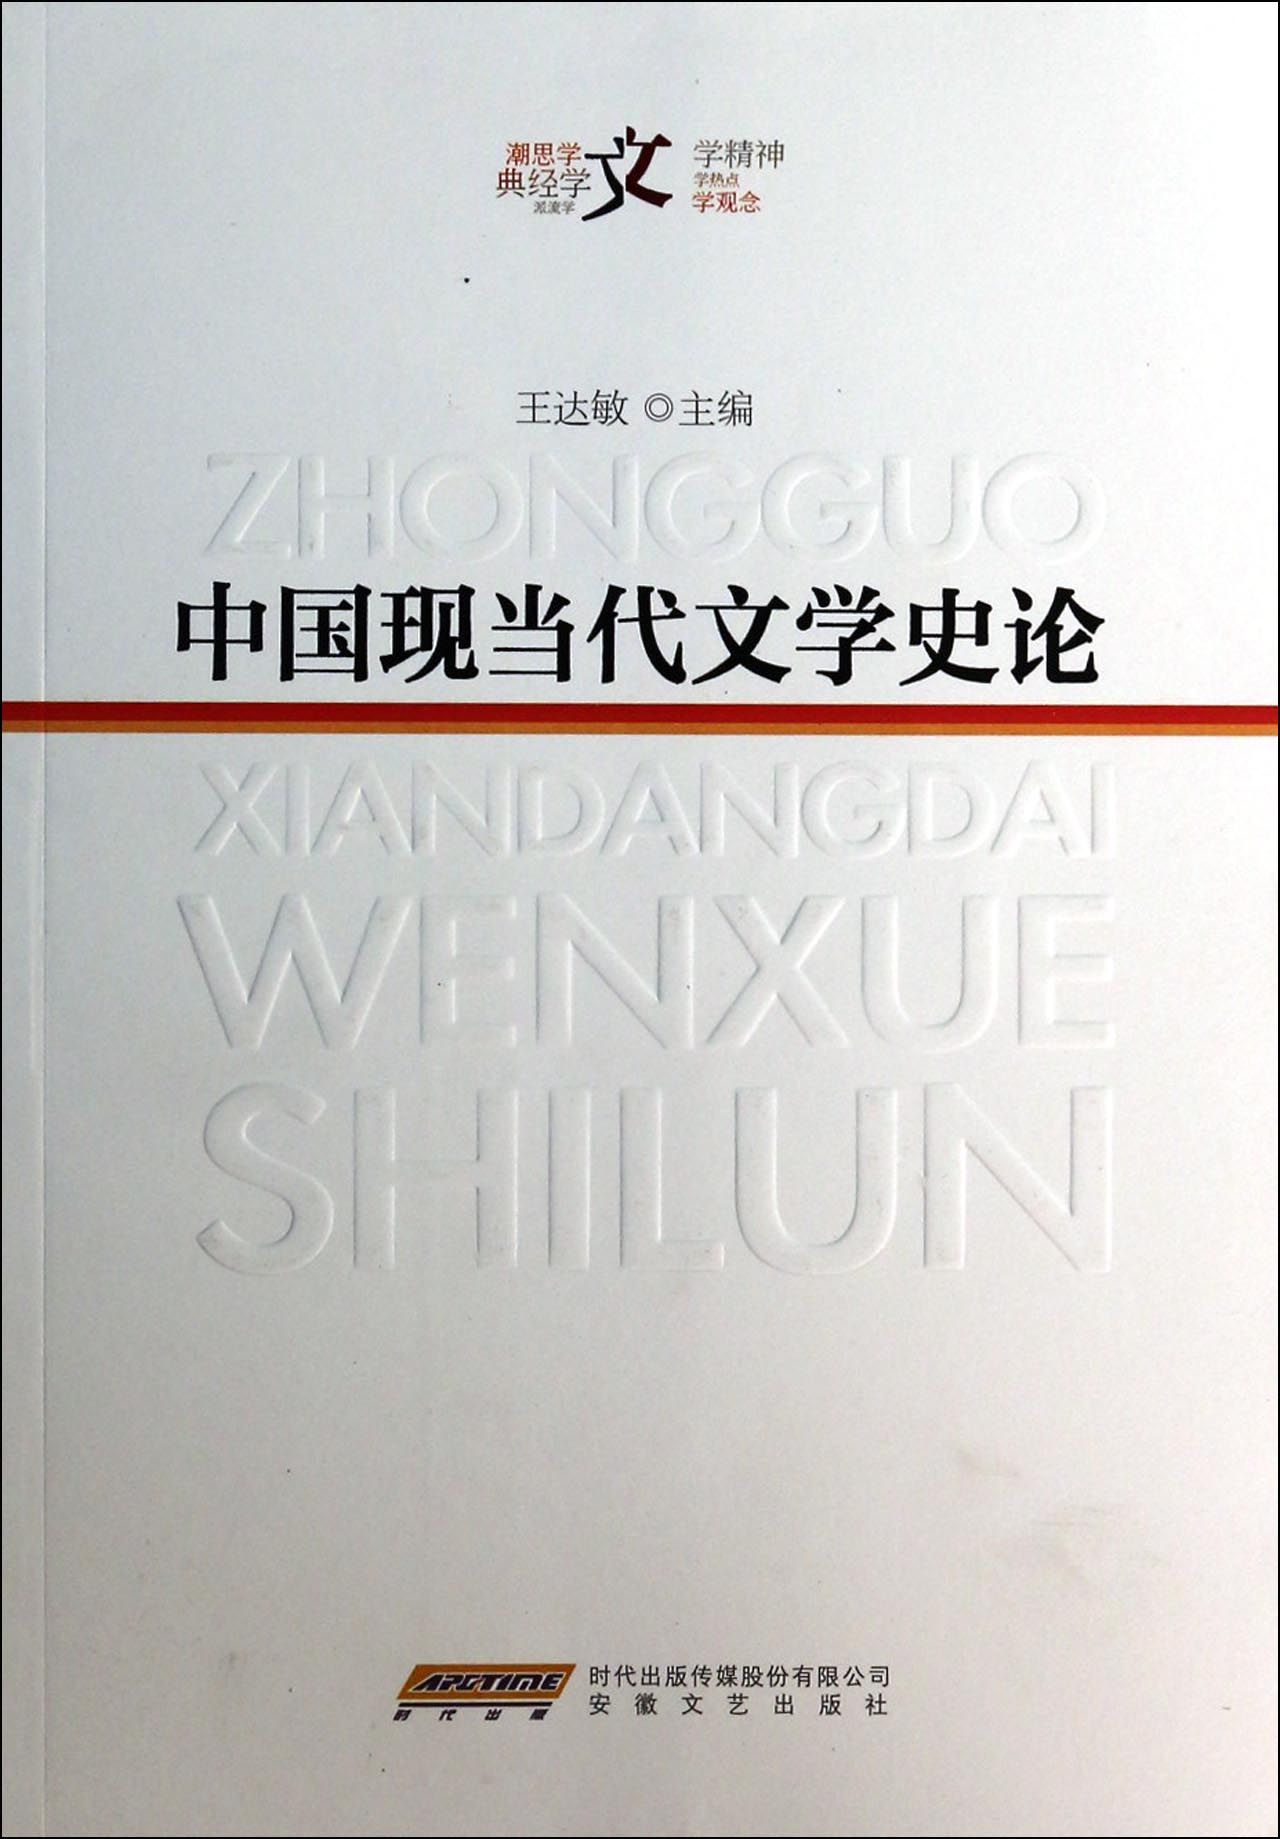 潮思学
典经学
派流学
文
学精神
学热点
学观念
王达敏 ◎ 主编
ZHONGGUO
中国现当代文学史论
XIANDANGDAI
WENXUE
SHILUN
APGTIME
时代出版
时代出版传媒股份有限公司
安徽文艺出版社